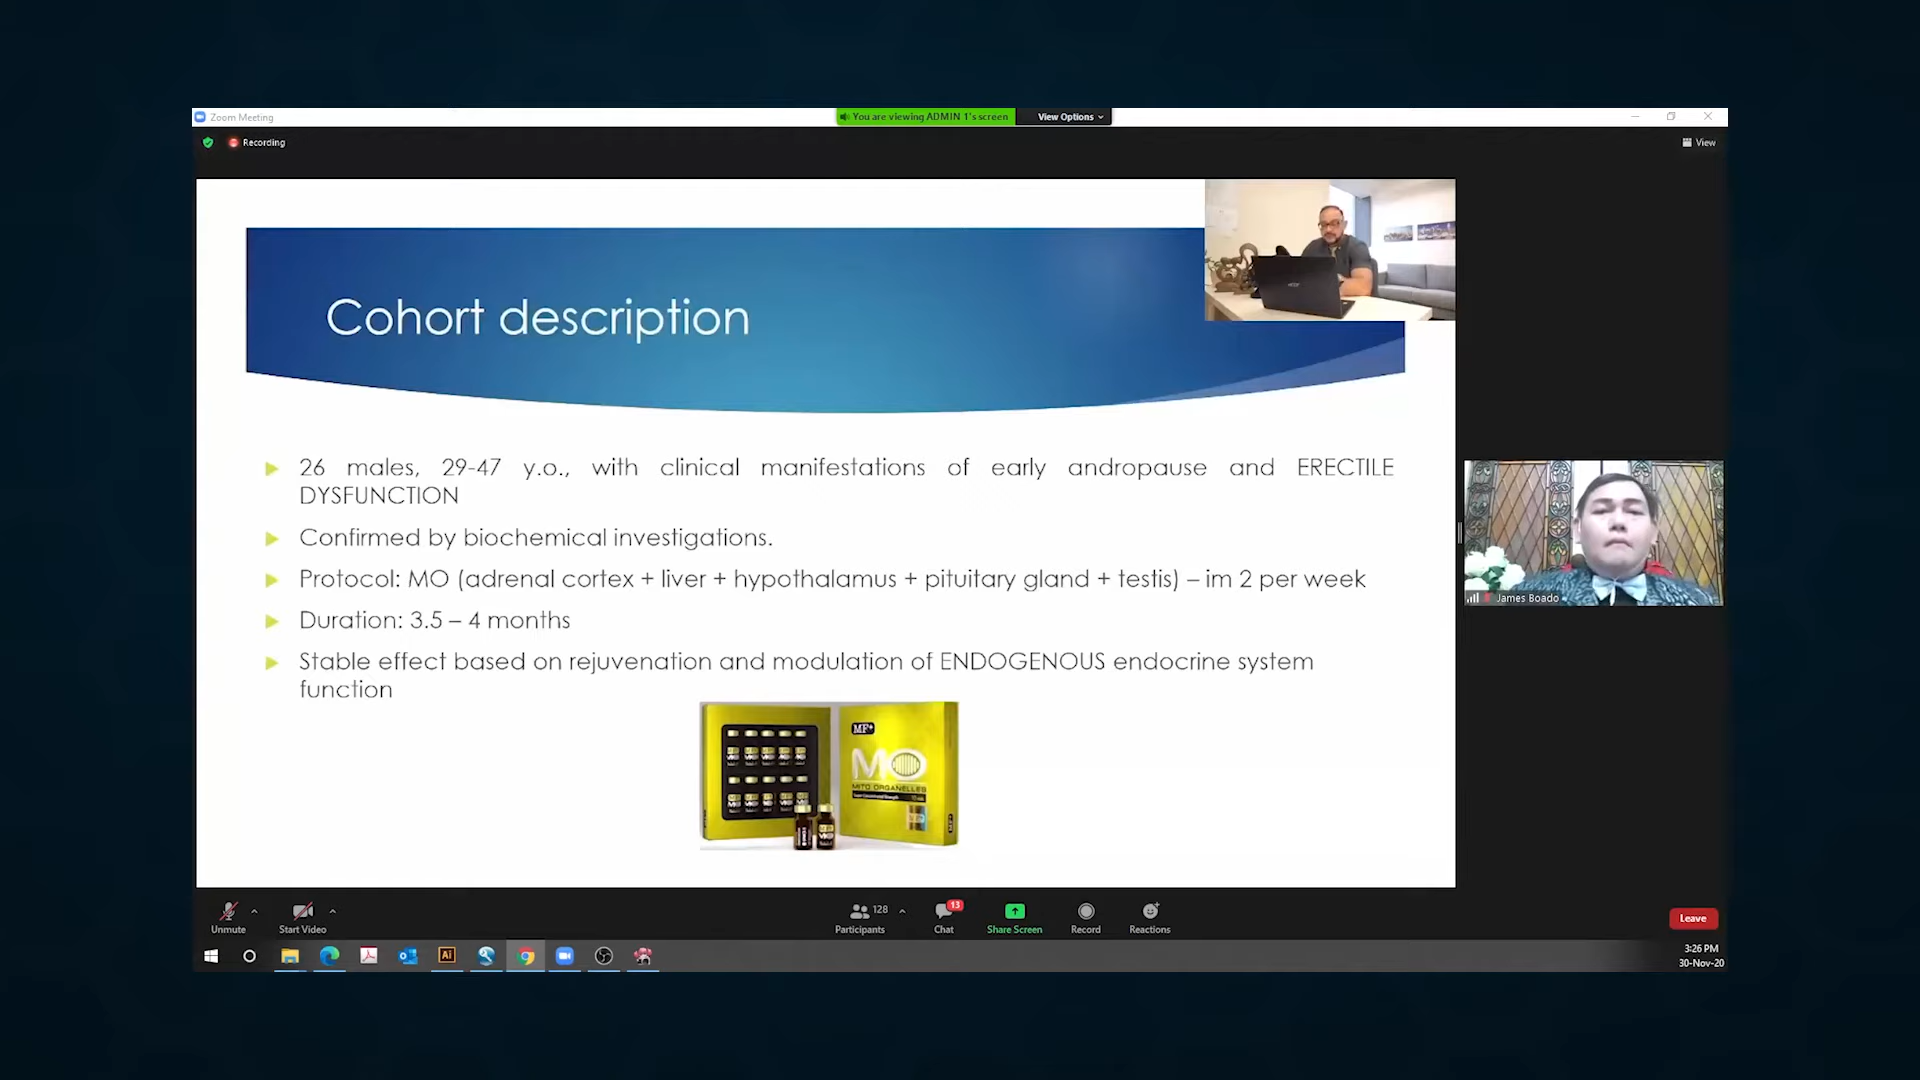 Zoom Meeting
You are viewing ADMIN 1's screen
View Options
Recording
View
Cohort description
26 males, 29-47 y.o., with clinical manifestations of early andropause and ERECTILE
DYSFUNCTION
Confirmed by biochemical investigations.
Protocol: MO (adrenal cortex + liver + hypothalamus + pituitary gland + testis) – im 2 per week
Duration: 3.5 – 4 months
Stable effect based on rejuvenation and modulation of ENDOGENOUS endocrine system
function
MF+
MO
MITO ORGANELLES
James Boado
Unmute
Start Video
128
Participants
13
Chat
Share Screen
Record
Reactions
Leave
Ai
3:26 PM
30-Nov-20